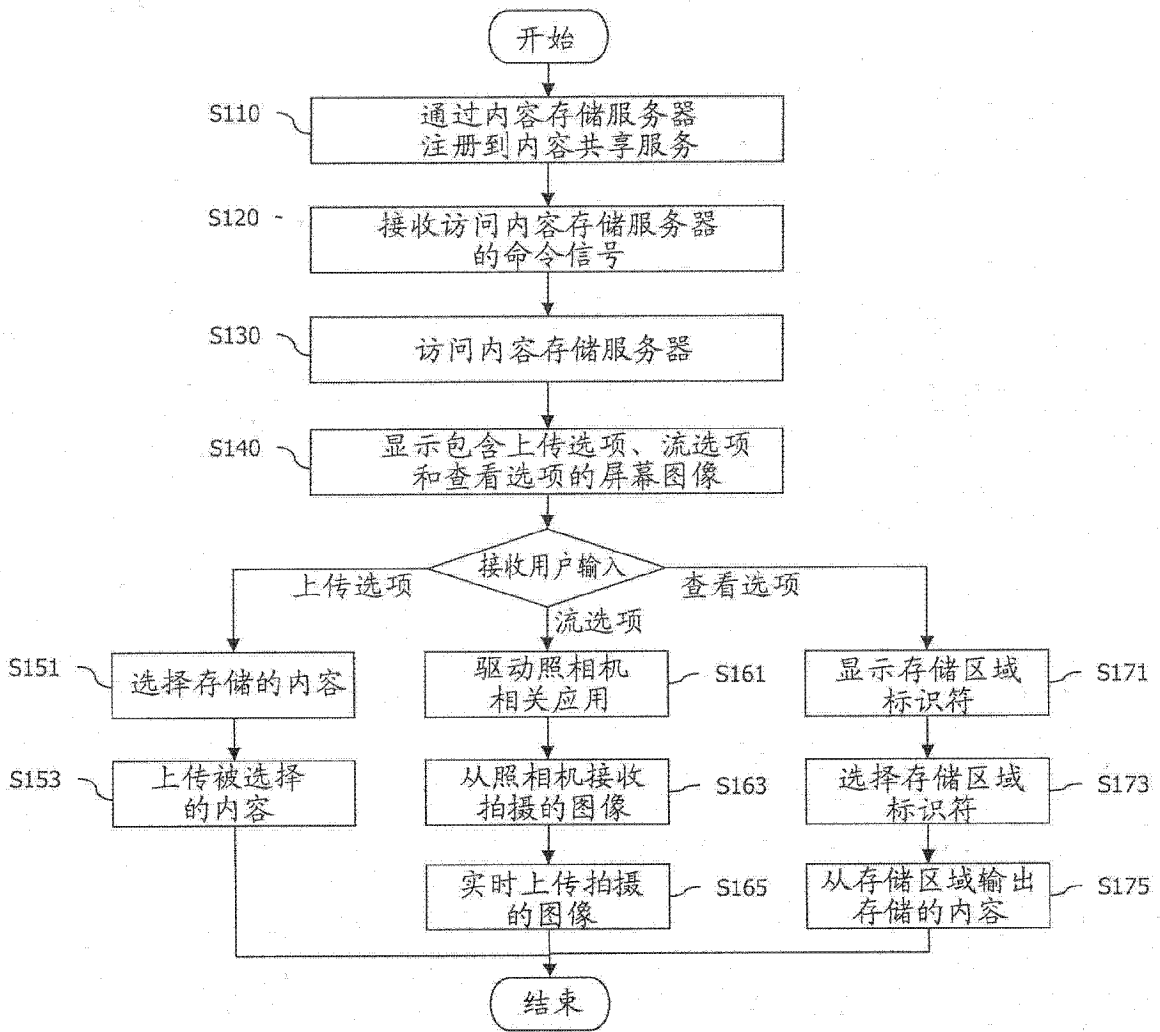 开始
S110
通过内容存储服务器
注册到内容共享服务
S120
接收访问内容存储服务器
的命令信号
S130
访问内容存储服务器
S140
显示包含上传选项、流选项
和查看选项的屏幕图像
接收用户输入
上传选项
流选项
查看选项
S151
选择存储的内容
S153
上传被选择
的内容
驱动照相机
相关应用
S161
从照相机接收
拍摄的图像
S163
实时上传拍摄
的图像
S165
显示存储区域
标识符
S171
选择存储区域
标识符
S173
从存储区域输出
存储的内容
S175
结束